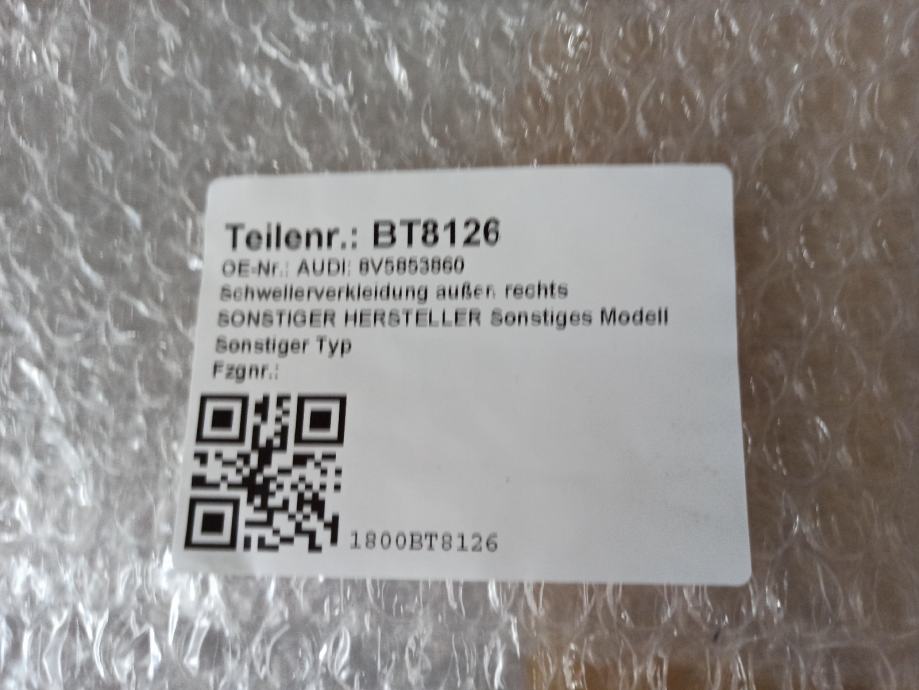 Teilenr.: BT8126
OE-Nr.: AUDI: 8V5853860
Schwellerverkleidung außen rechts
SONSTIGER HERSTELLER Sonstiges Modell
Sonstiger Typ
Fzgnr.:
1800BT8126